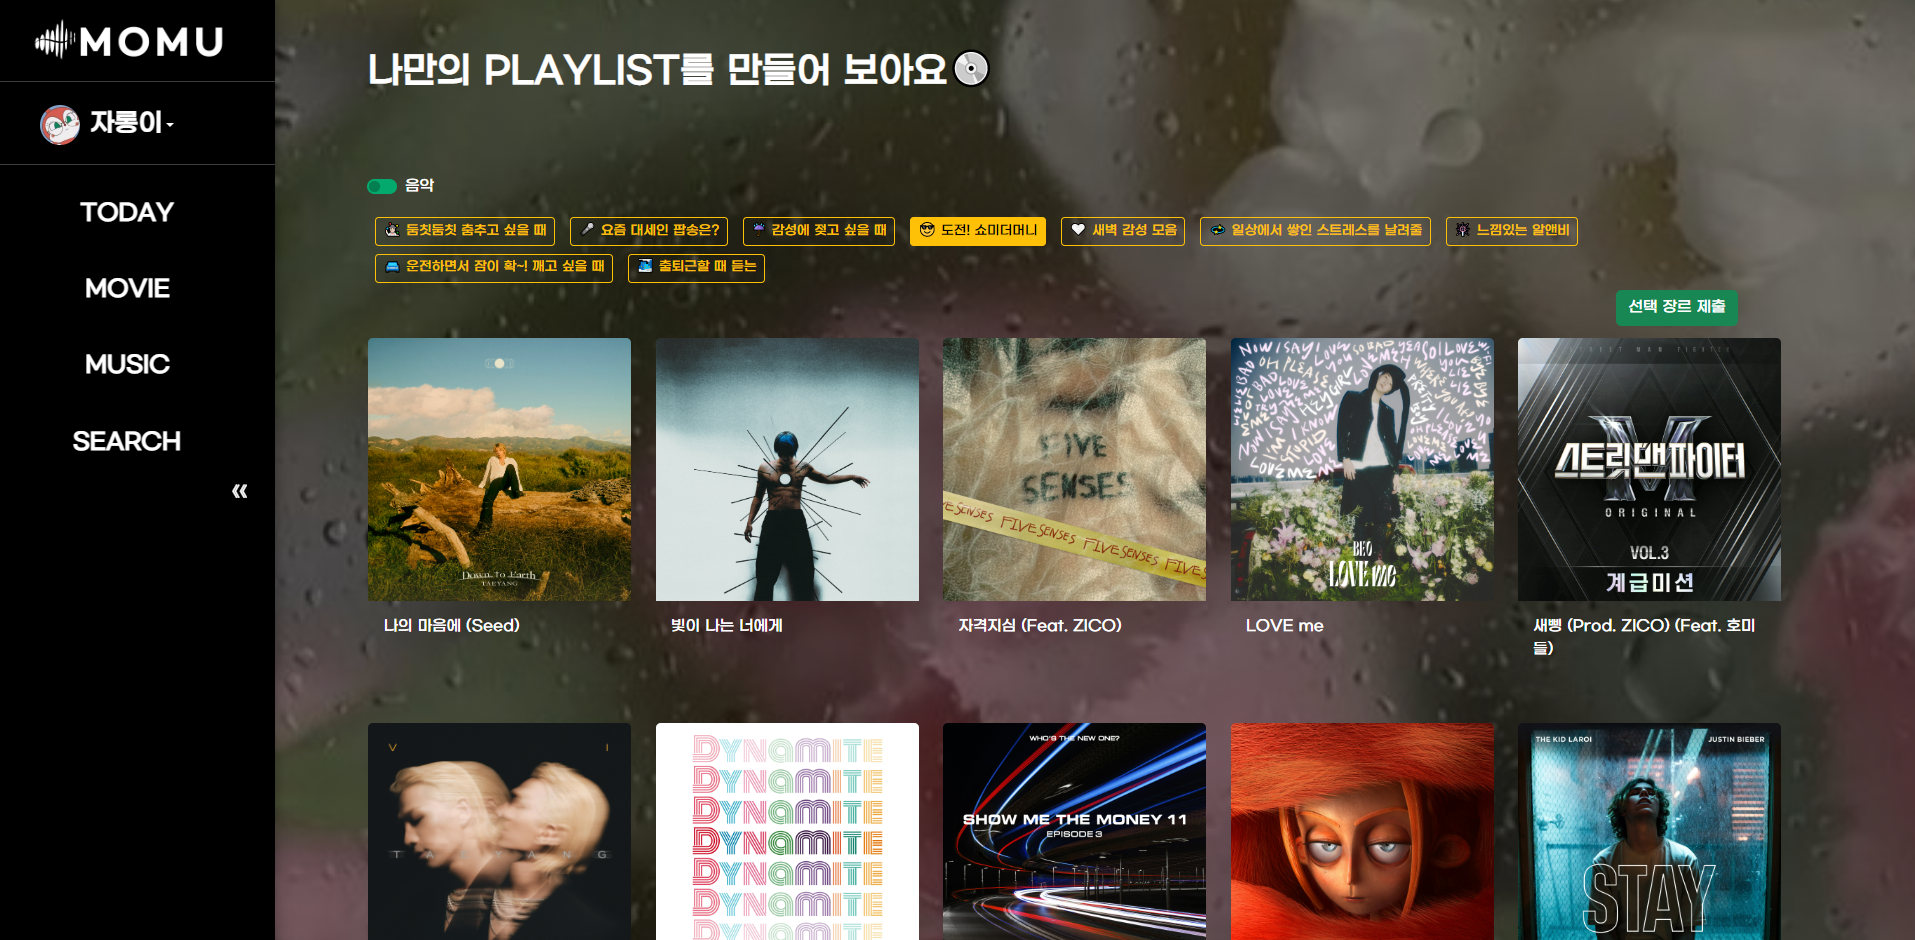 MOMU
자롱이
TODAY
MOVIE
MUSIC
SEARCH
«
나만의 PLAYLIST를 만들어 보아요
음악
둠칫둠칫 춤추고 싶을 때
요즘 대세인 팝송은?
감성에 젖고 싶을 때
도전! 쇼미더머니
새벽 감성 모음
일상에서 쌓인 스트레스를 날려줄
느낌있는 알앤비
운전하면서 잠이 확~! 깨고 싶을 때
출퇴근할 때 듣는
선택 장르 제출
Down To Earth
TAEYANG
나의 마음에 (Seed)
빛이 나는 너에게
FIVE
SENSES
FIVE SENSES FIVE SENSES FIVE SENSES
자격지심 (Feat. ZICO)
BE'O
LOVE me
LOVE me
스트릿맨파이터
ORIGINAL
VOL.3
계급미션
새삥 (Prod. ZICO) (Feat. 호미
들)
V I
T A Y A N G
DYNAMITE
DYNAMITE
DYNAMITE
DYNAMITE
DYNAMITE
DYNAMITE
DYNAMITE
WHO'S THE NEW ONE?
SHOW ME THE MONEY 11
EPISODE 3
THE KID LAROI
JUSTIN BIEBER
STAY